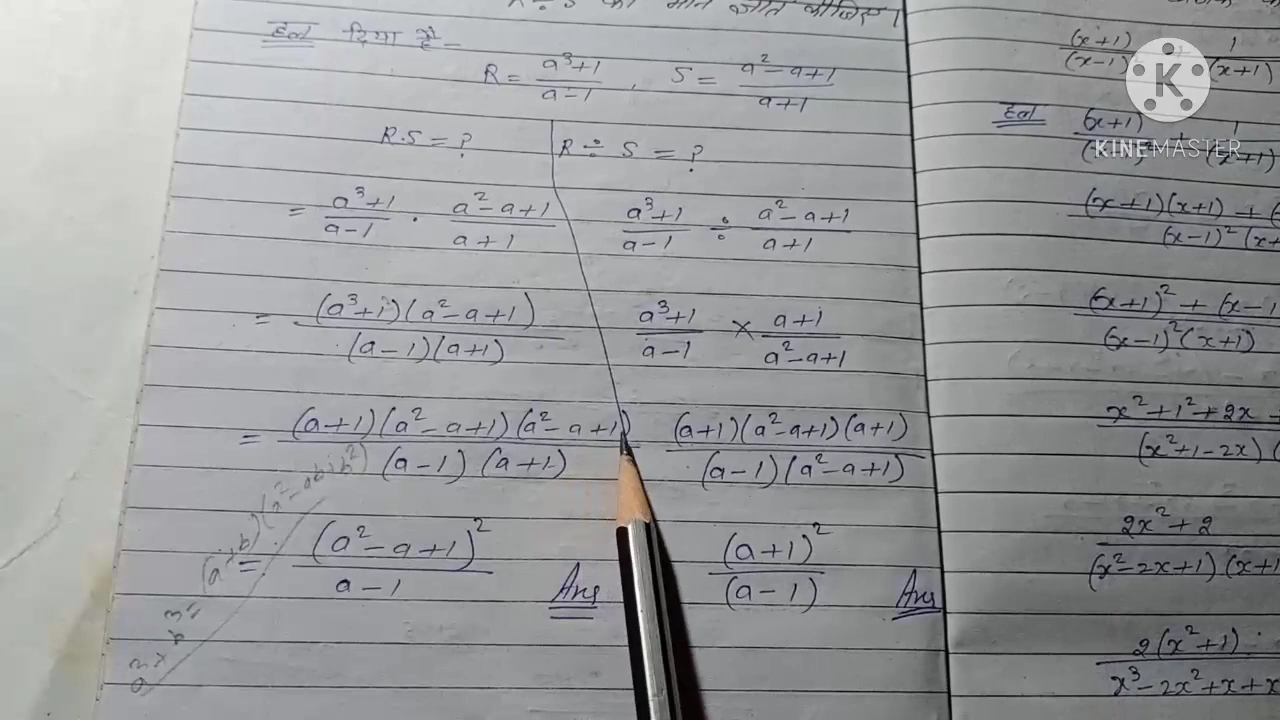 R ÷ S का मान ज्ञात कीजिए।
हल दिया है-
R = (a³+1)/(a-1) , S = (a²-a+1)/(a+1)
R.S = ?
= (a³+1)/(a-1) · (a²-a+1)/(a+1)
= (a³+1)(a²-a+1)/(a-1)(a+1)
= (a+1)(a²-a+1)(a²-a+1)/(a-1)(a+1)
= (a²-a+1)²/(a-1) Ans
R ÷ S = ?
(a³+1)/(a-1) ÷ (a²-a+1)/(a+1)
(a³+1)/(a-1) × (a+1)/(a²-a+1)
(a+1)(a²-a+1)(a+1)/(a-1)(a²-a+1)
(a+1)²/(a-1) Ans
(x+1)/(x-1) 1/(x+1)
हल (x+1)/ + 1/(x+1)
(x+1)(x+1) + /(x-1)²(x+
(x+1)² + (x-1/(x-1)²(x+1)
x²+1²+2x/(x²+1-2x)
2x²+2/(x²-2x+1)(x+1
2(x²+1)/x³-2x²+x+x
KINEMASTER